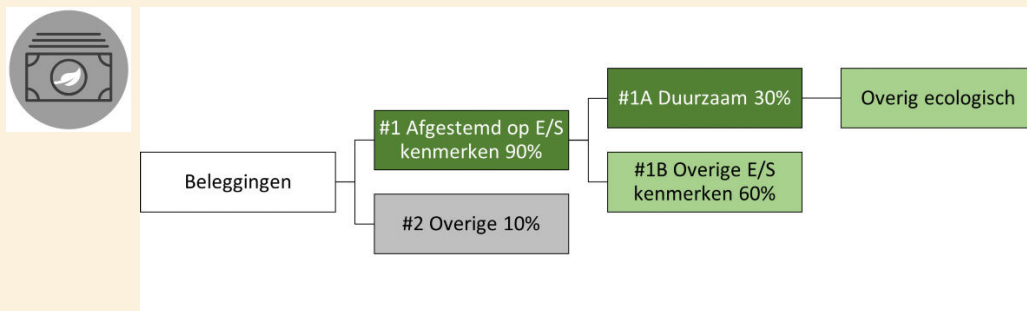 Beleggingen
#1 Afgestemd op E/S
kenmerken 90%
#2 Overige 10%
#1A Duurzaam 30%
#1B Overige E/S
kenmerken 60%
Overig ecologisch